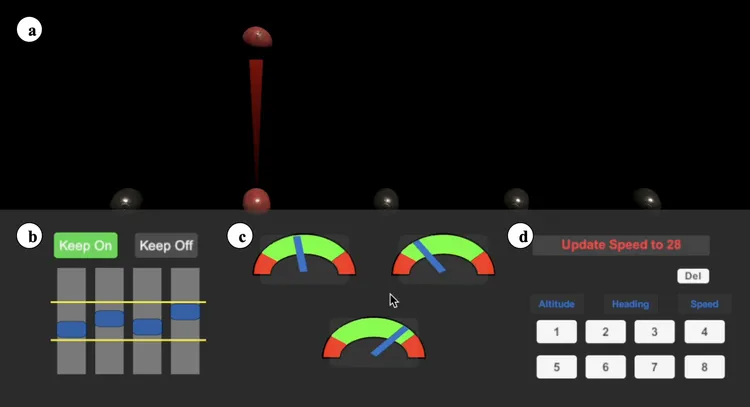 a
b
Keep On
Keep Off
c
d
Update Speed to 28
Del
Altitude Heading Speed
1 2 3 4
5 6 7 8